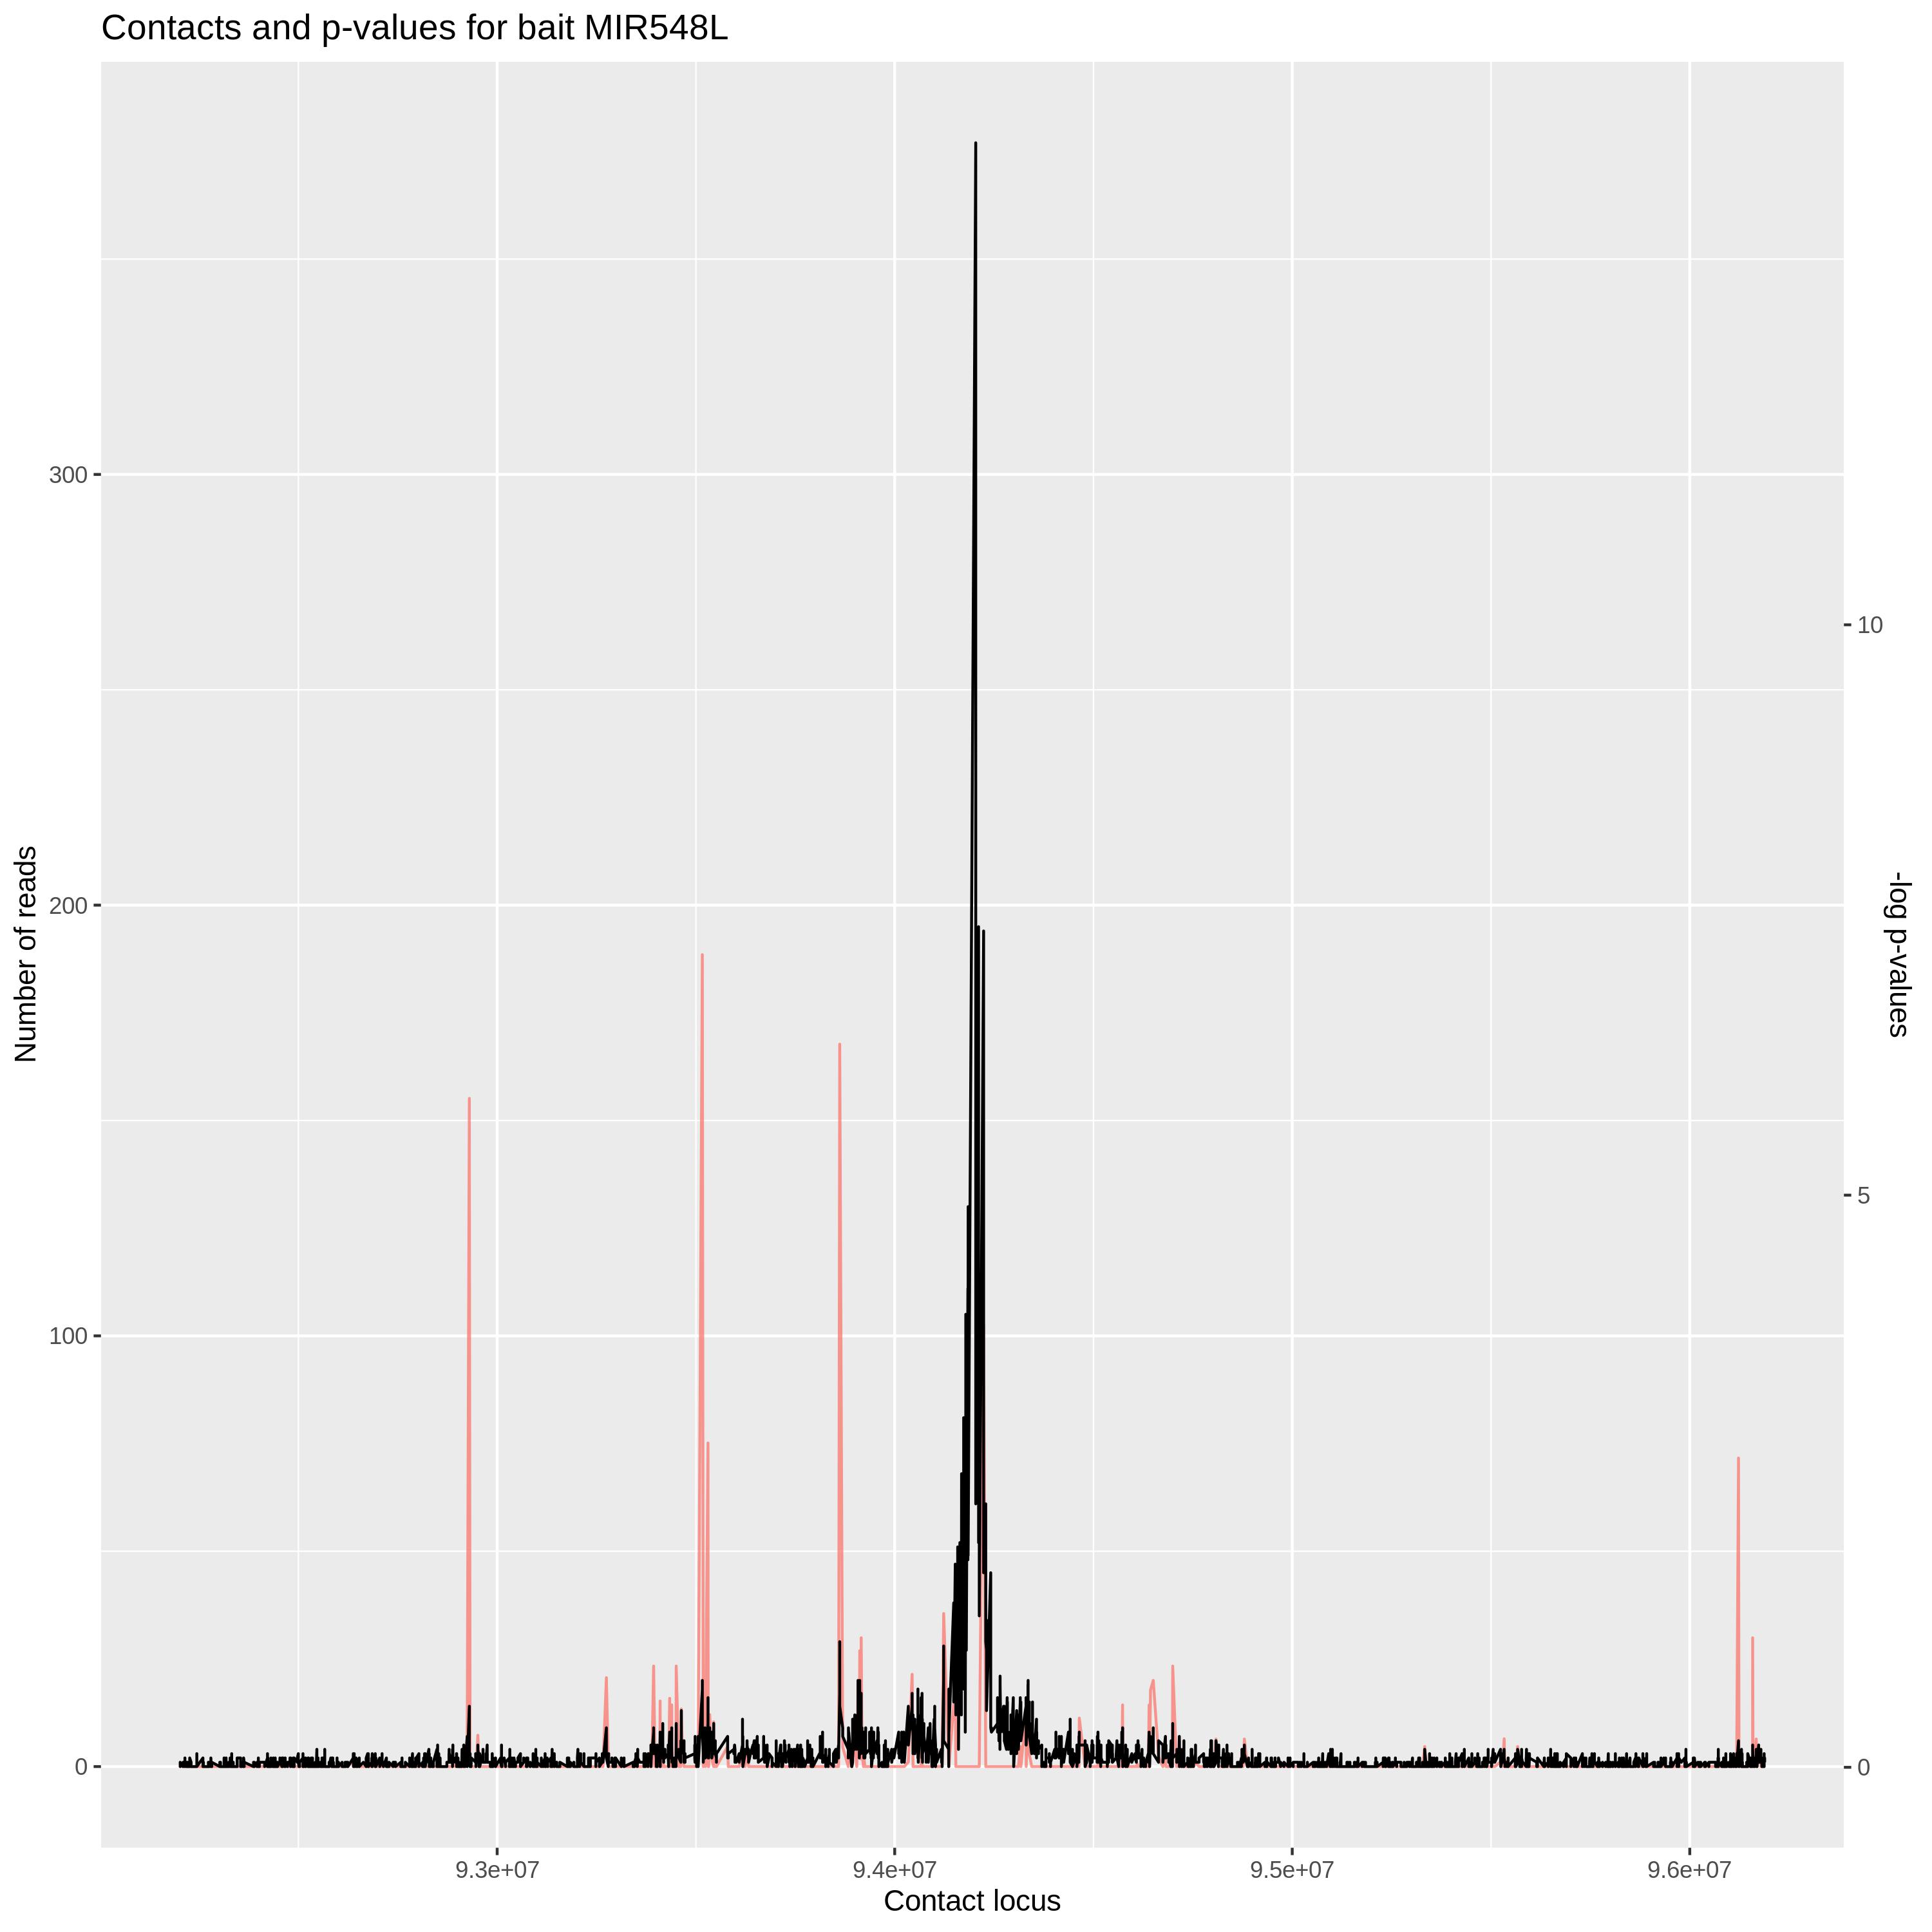 Contacts and p-values for bait MIR548L
300
200
100
0
Number of reads
10
5
0
-log p-values
9.3e+07
9.4e+07
9.5e+07
9.6e+07
Contact locus